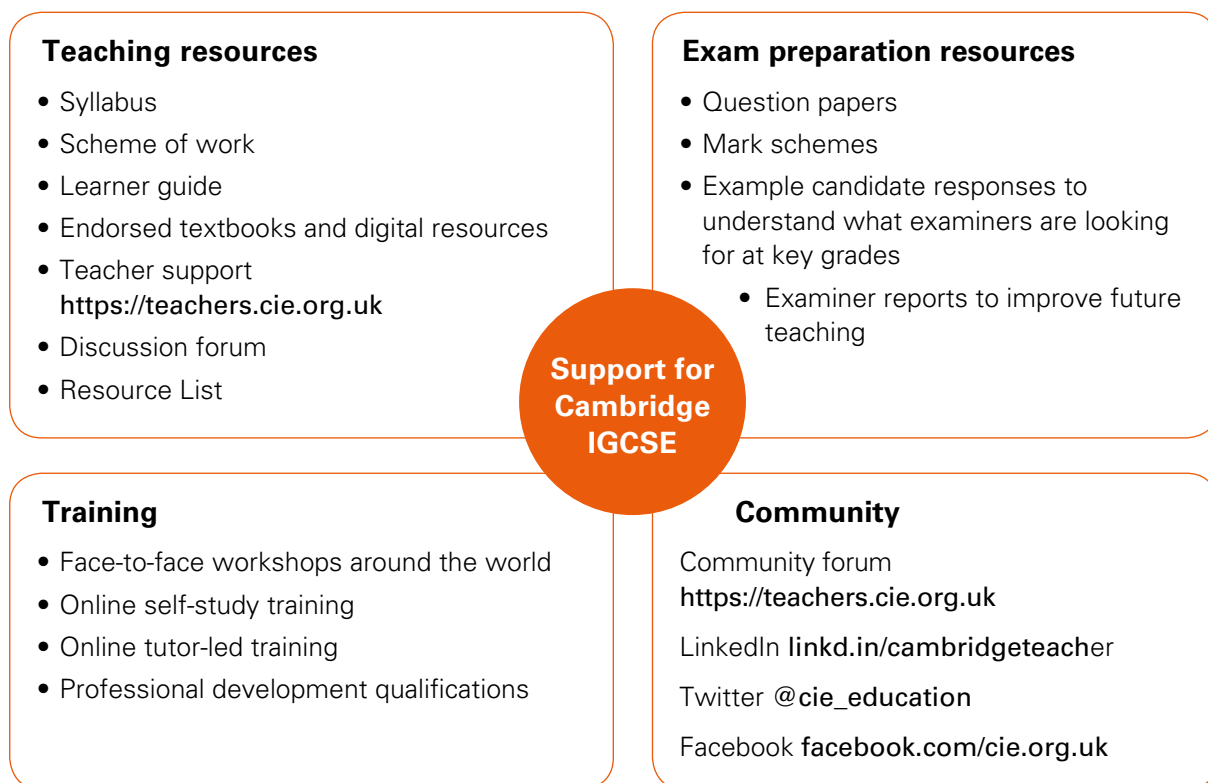 Teaching resources
• Syllabus
• Scheme of work
• Learner guide
• Endorsed textbooks and digital resources
• Teacher support
https://teachers.cie.org.uk
• Discussion forum
• Resource List
Exam preparation resources
• Question papers
• Mark schemes
• Example candidate responses to
understand what examiners are looking
for at key grades
• Examiner reports to improve future
teaching
Support for
Cambridge
IGCSE
Training
• Face-to-face workshops around the world
• Online self-study training
• Online tutor-led training
• Professional development qualifications
Community
Community forum
https://teachers.cie.org.uk
LinkedIn linkd.in/cambridgeteacher
Twitter @cie_education
Facebook facebook.com/cie.org.uk